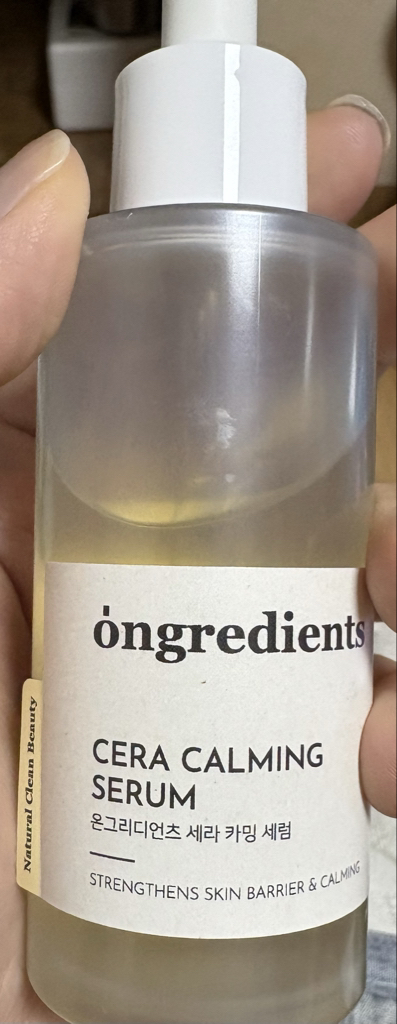 ongredients
CERA CALMING
SERUM
온그리디언츠 세라 카밍 세럼
STRENGTHENS SKIN BARRIER & CALMING
Natural Clean Beauty